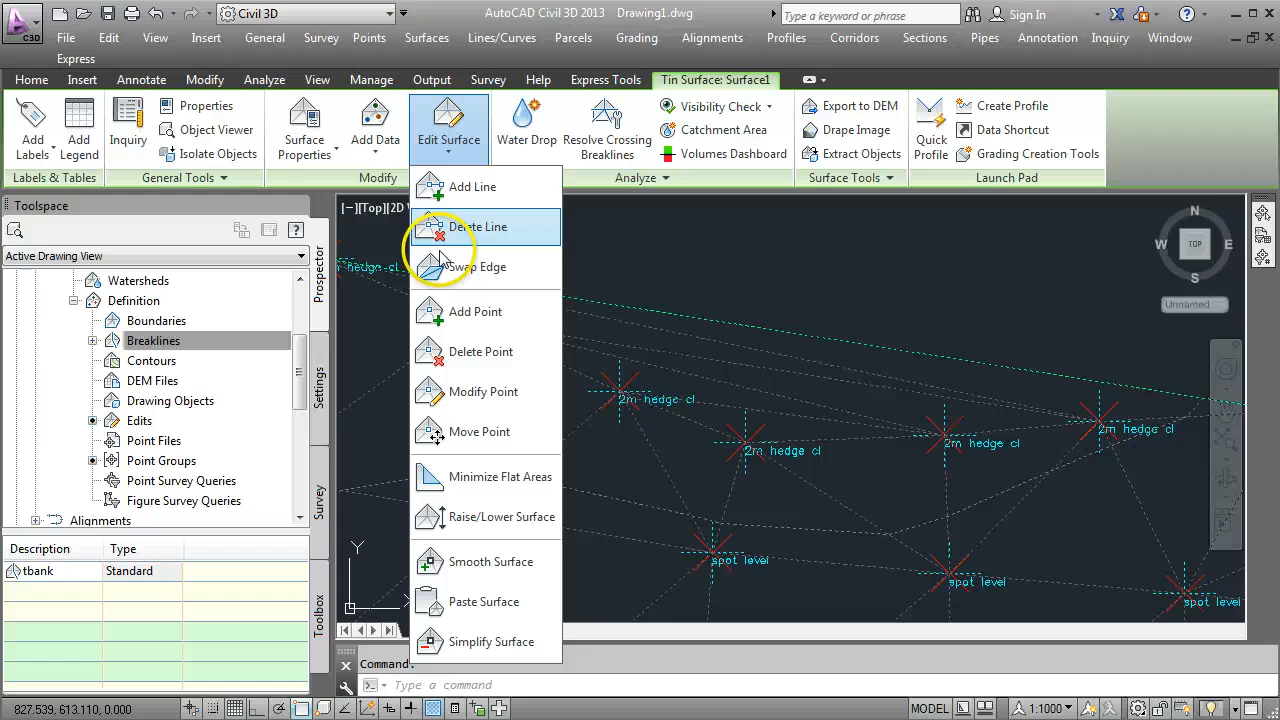 Civil 3D
AutoCAD Civil 3D 2013 Drawing1.dwg
Type a keyword or phrase
Sign In
C3D
File Edit View Insert General Survey Points Surfaces Lines/Curves Parcels Grading Alignments Profiles Corridors Sections Pipes Annotation Inquiry Window
Express
Home Insert Annotate Modify Analyze View Manage Output Survey Help Express Tools Tin Surface: Surface1
Add Labels
Add Legend
Labels & Tables
Inquiry
Properties
Object Viewer
Isolate Objects
General Tools
Surface Properties
Add Data
Edit Surface
Modify
Water Drop
Resolve Crossing Breaklines
Visibility Check
Catchment Area
Volumes Dashboard
Analyze
Export to DEM
Drape Image
Extract Objects
Surface Tools
Quick Profile
Create Profile
Data Shortcut
Grading Creation Tools
Launch Pad
Toolspace
Active Drawing View
Watersheds
Definition
Boundaries
Breaklines
Contours
DEM Files
Drawing Objects
Edits
Point Files
Point Groups
Point Survey Queries
Figure Survey Queries
Alignments
Prospector
Settings
Survey
Toolbox
Description Type
tbank Standard
Add Line
Delete Line
Swap Edge
Add Point
Delete Point
Modify Point
Move Point
Minimize Flat Areas
Raise/Lower Surface
Smooth Surface
Paste Surface
Simplify Surface
[−][Top][2D
hedge cl
2m hedge cl
2m hedge cl
2m hedge cl
2m hedge cl
spot level
spot level
spot level
N
W TOP E
S
Unnamed
Y
Command:
Type a command
827.539, 613.110, 0.000
MODEL
1:1000